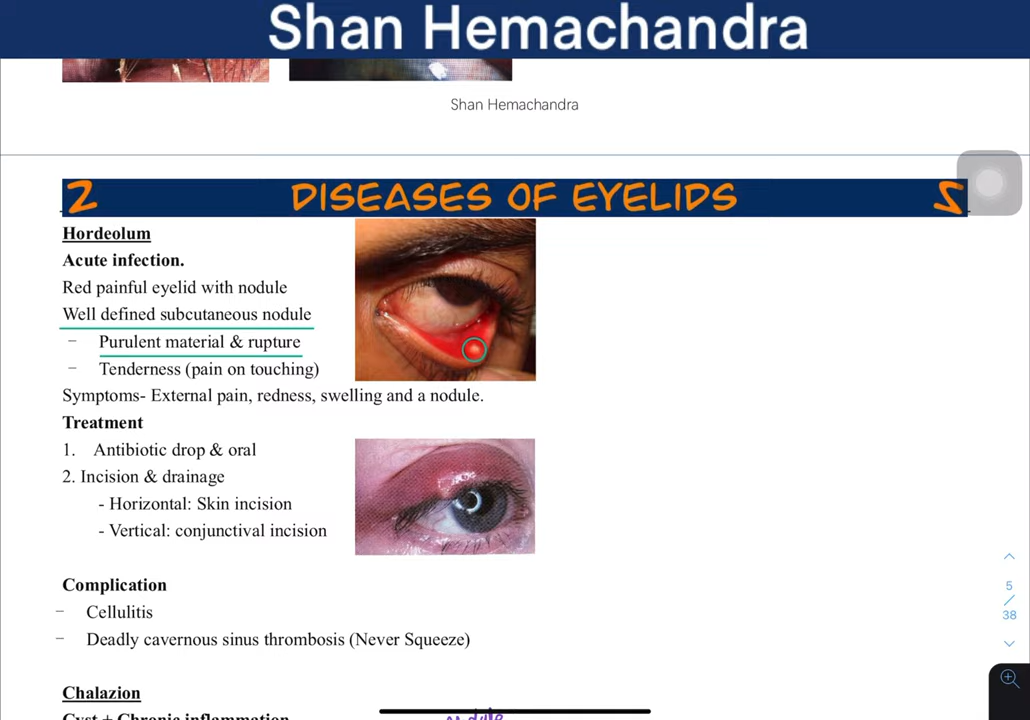 Shan Hemachandra
Shan Hemachandra
2 DISEASES OF EYELIDS
Hordeolum
Acute infection.
Red painful eyelid with nodule
Well defined subcutaneous nodule
– Purulent material & rupture
– Tenderness (pain on touching)
Symptoms- External pain, redness, swelling and a nodule.
Treatment
1. Antibiotic drop & oral
2. Incision & drainage
- Horizontal: Skin incision
- Vertical: conjunctival incision
Complication
– Cellulitis
– Deadly cavernous sinus thrombosis (Never Squeeze)
5
/
38
Chalazion
Cyst + Chronic inflammation